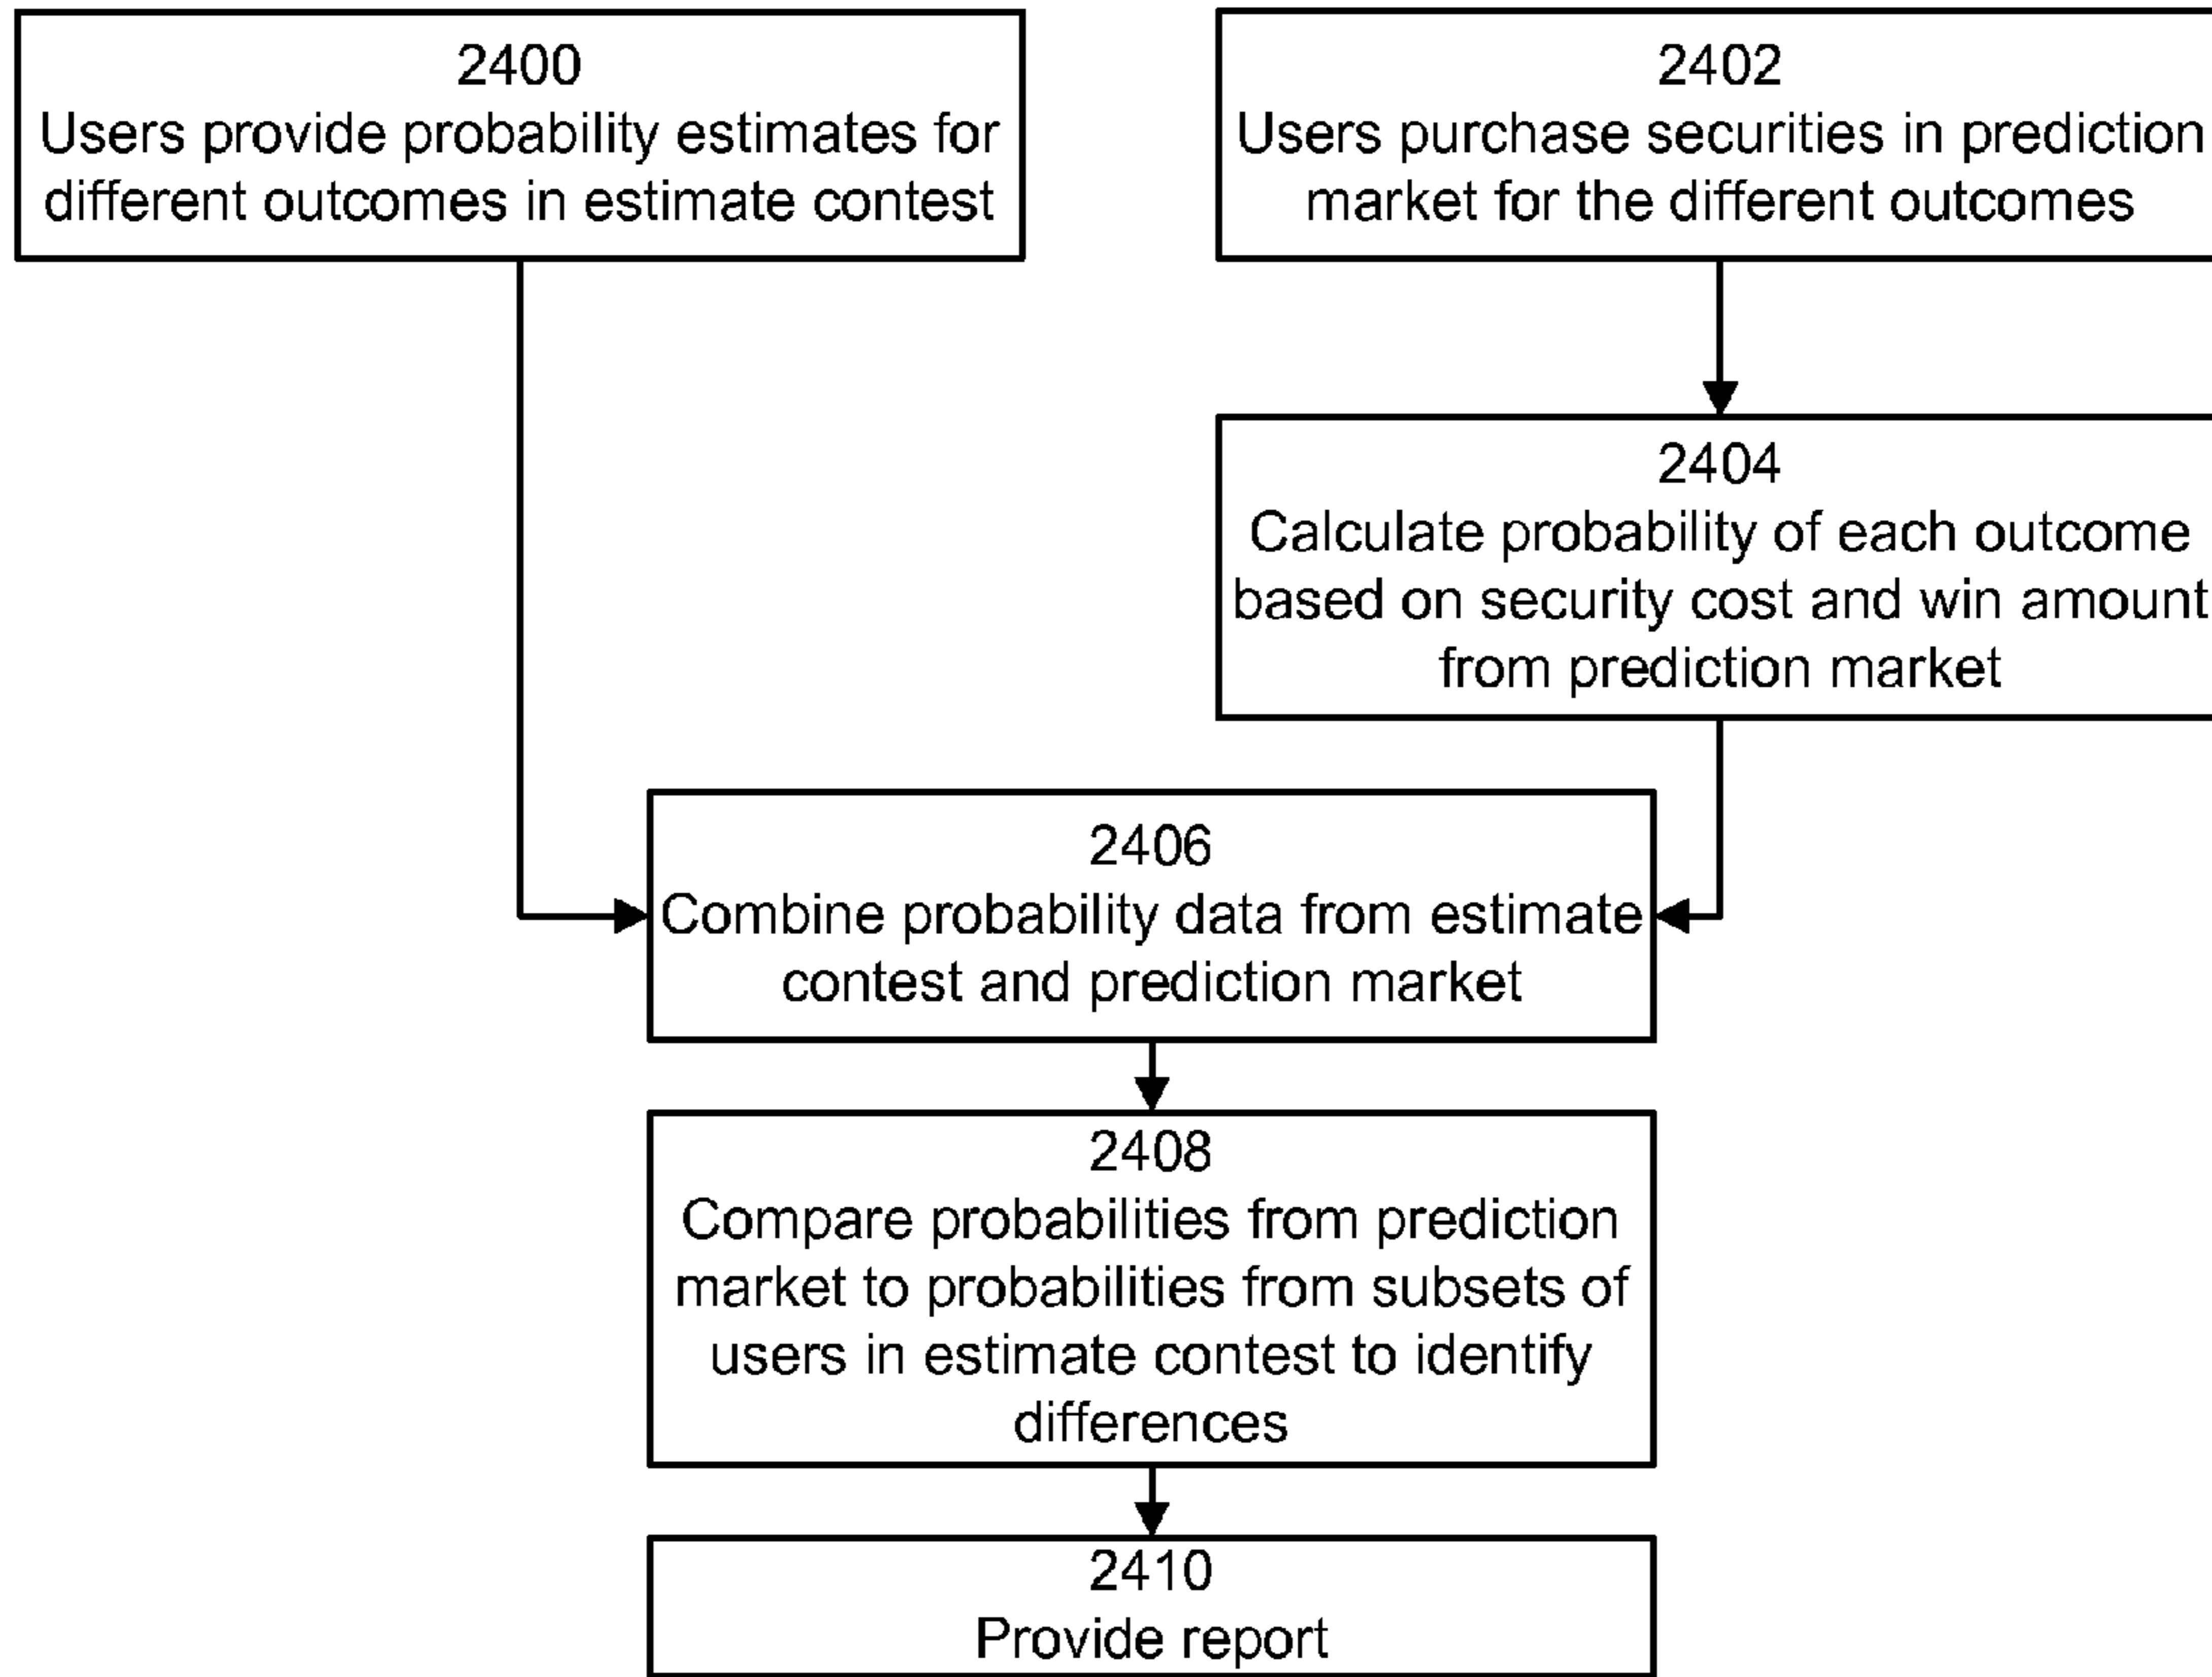 2400
Users provide probability estimates for
different outcomes in estimate contest
2402
Users purchase securities in prediction
market for the different outcomes
2404
Calculate probability of each outcome
based on security cost and win amount
from prediction market
2406
Combine probability data from estimate
contest and prediction market
2408
Compare probabilities from prediction
market to probabilities from subsets of
users in estimate contest to identify
differences
2410
Provide report